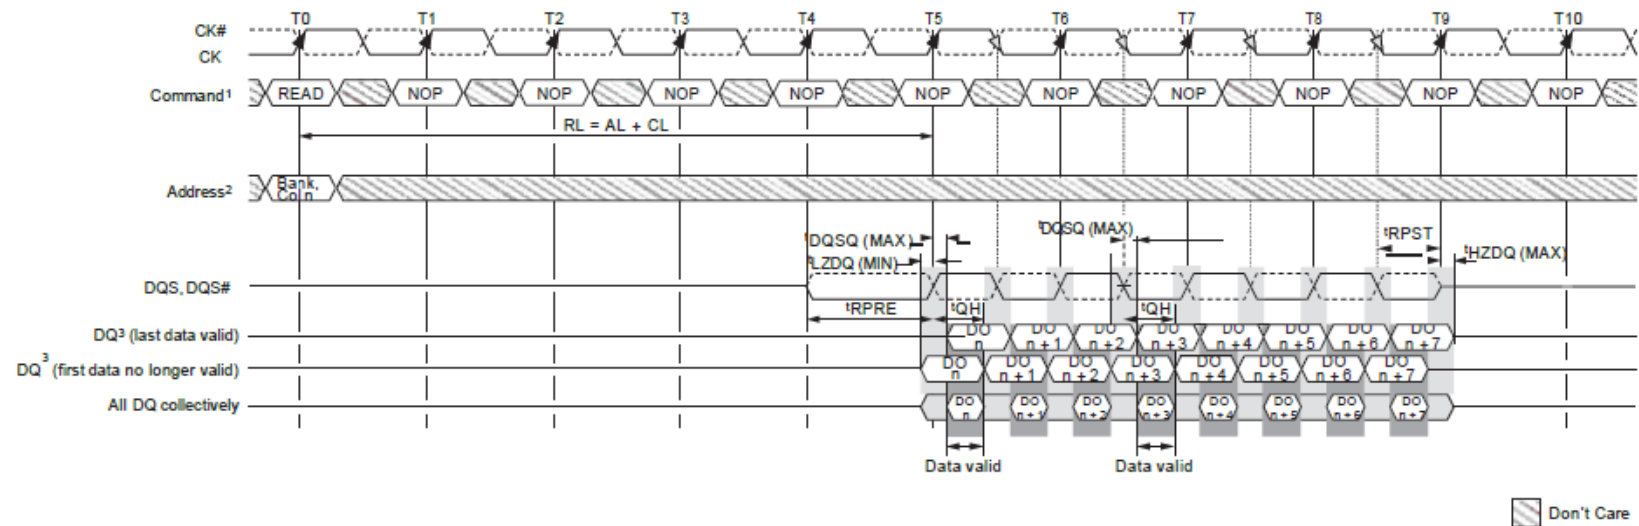 T0 T1 T2 T3 T4 T5 T6 T7 T8 T9 T10
CK#
CK
Command1 READ NOP NOP NOP NOP NOP NOP NOP NOP NOP NOP
RL = AL + CL
Address2 Bank, Col n
tDQSQ (MAX) tDQSQ (MAX) tRPST tHZDQ (MAX)
tLZDQ (MIN)
DQS, DQS#
tRPRE tQH tQH
DQ3 (last data valid) DO n DO n + 1 DO n + 2 DO n + 3 DO n + 4 DO n + 5 DO n + 6 DO n + 7
DQ3 (first data no longer valid) DO n DO n + 1 DO n + 2 DO n + 3 DO n + 4 DO n + 5 DO n + 6 DO n + 7
All DQ collectively DO n DO n + 1 DO n + 2 DO n + 3 DO n + 4 DO n + 5 DO n + 6 DO n + 7
Data valid Data valid
Don't Care